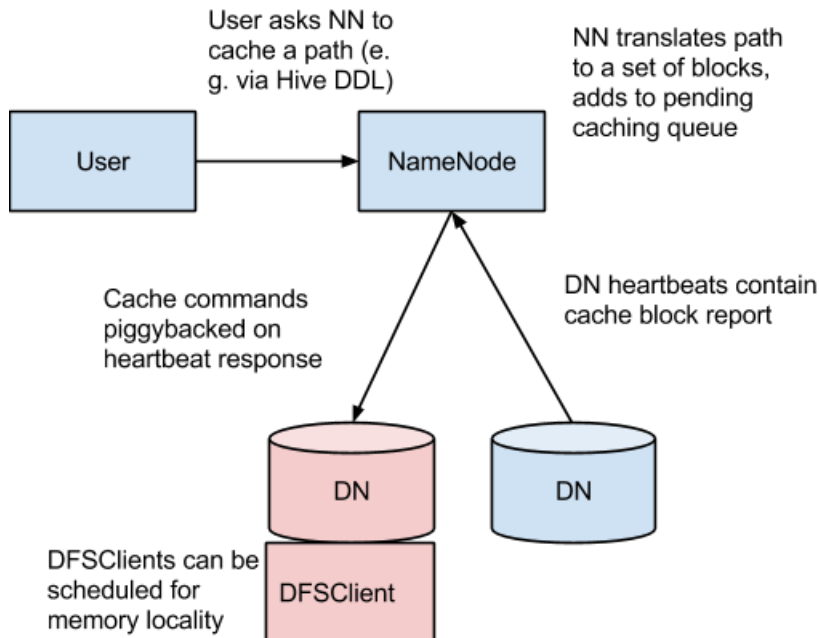 User asks NN to
cache a path (e.
g. via Hive DDL)
NN translates path
to a set of blocks,
adds to pending
caching queue
User
NameNode
Cache commands
piggybacked on
heartbeat response
DN heartbeats contain
cache block report
DN
DN
DFSClients can be
scheduled for
memory locality
DFSClient